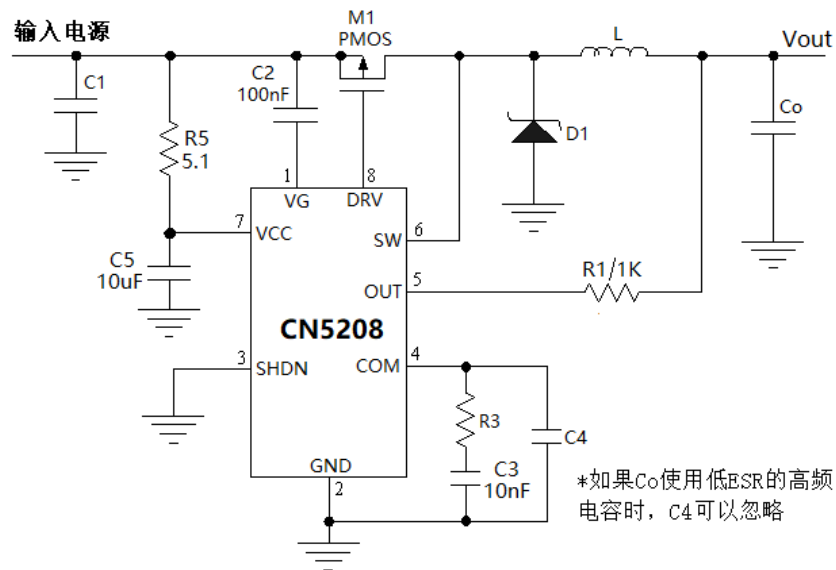 输入电源
M1
PMOS
L
Vout
C1
C2
100nF
Co
R5
5.1
D1
1
8
VG
DRV
7
VCC
6
SW
C5
10uF
R1/1K
5
OUT
CN5208
3
SHDN
4
COM
R3
C4
C3
10nF
GND
2
*如果Co使用低ESR的高频
电容时，C4可以忽略